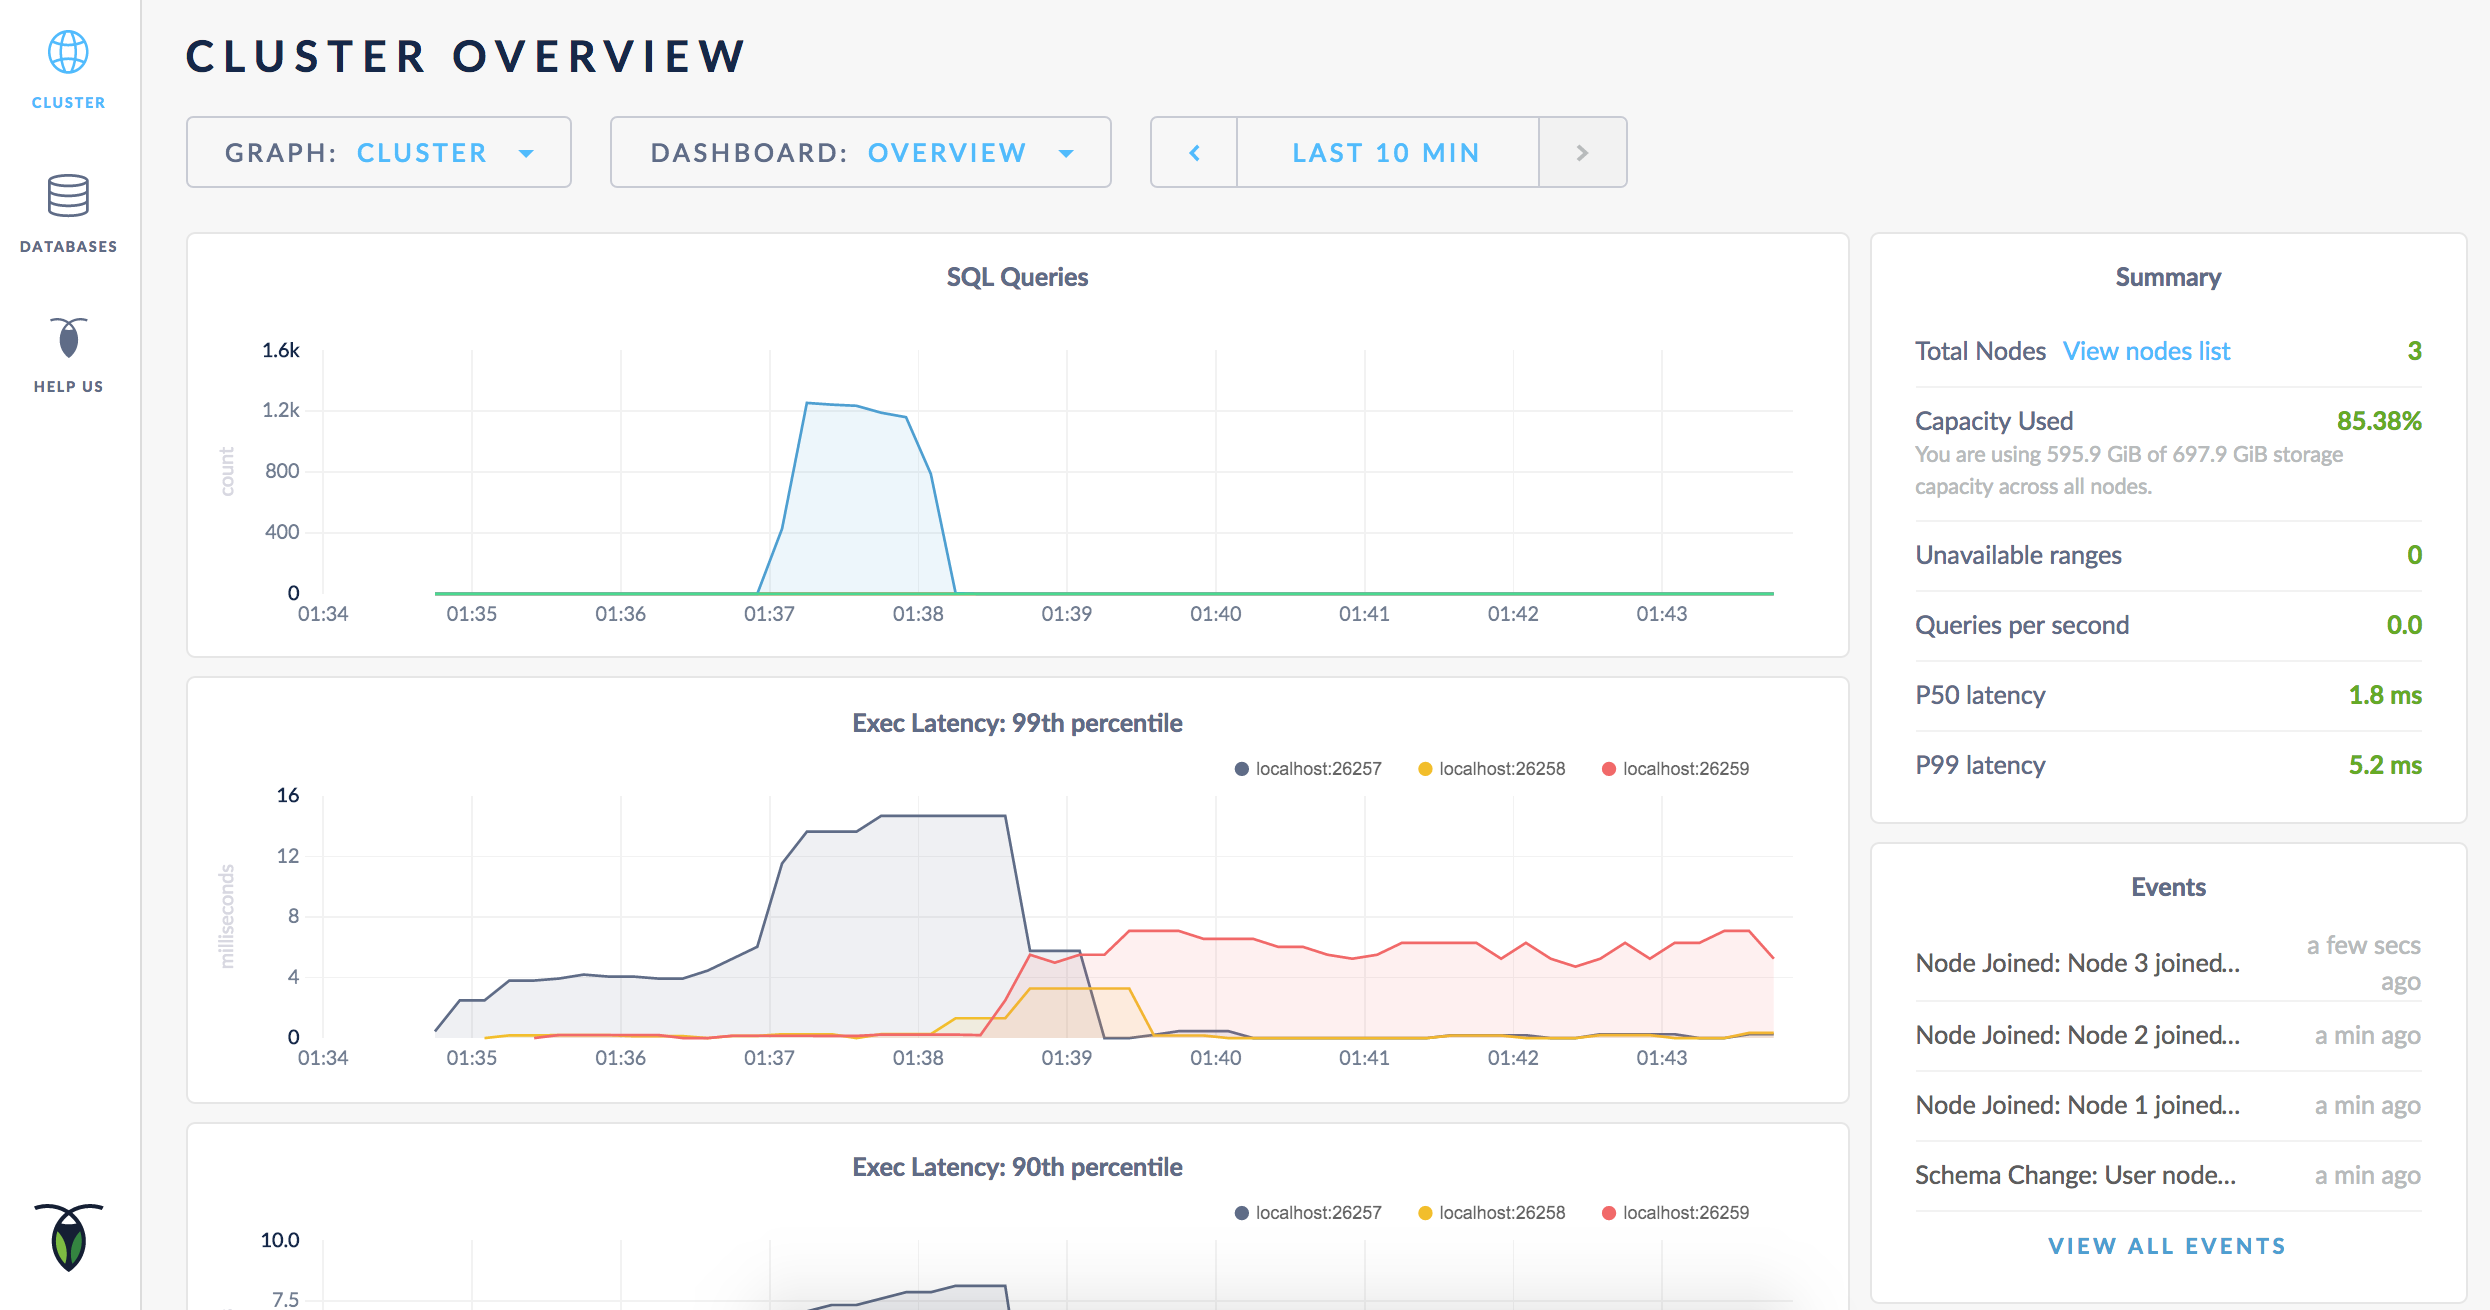 CLUSTER
DATABASES
HELP US
CLUSTER OVERVIEW
GRAPH: CLUSTER
DASHBOARD: OVERVIEW
LAST 10 MIN
SQL Queries
count
1.6k
1.2k
800
400
0
01:34 01:35 01:36 01:37 01:38 01:39 01:40 01:41 01:42 01:43
Exec Latency: 99th percentile
localhost:26257 localhost:26258 localhost:26259
milliseconds
16
12
8
4
0
01:34 01:35 01:36 01:37 01:38 01:39 01:40 01:41 01:42 01:43
Exec Latency: 90th percentile
localhost:26257 localhost:26258 localhost:26259
10.0
7.5
Summary
Total Nodes View nodes list 3
Capacity Used 85.38%
You are using 595.9 GiB of 697.9 GiB storage
capacity across all nodes.
Unavailable ranges 0
Queries per second 0.0
P50 latency 1.8 ms
P99 latency 5.2 ms
Events
Node Joined: Node 3 joined... a few secs
ago
Node Joined: Node 2 joined... a min ago
Node Joined: Node 1 joined... a min ago
Schema Change: User node... a min ago
VIEW ALL EVENTS